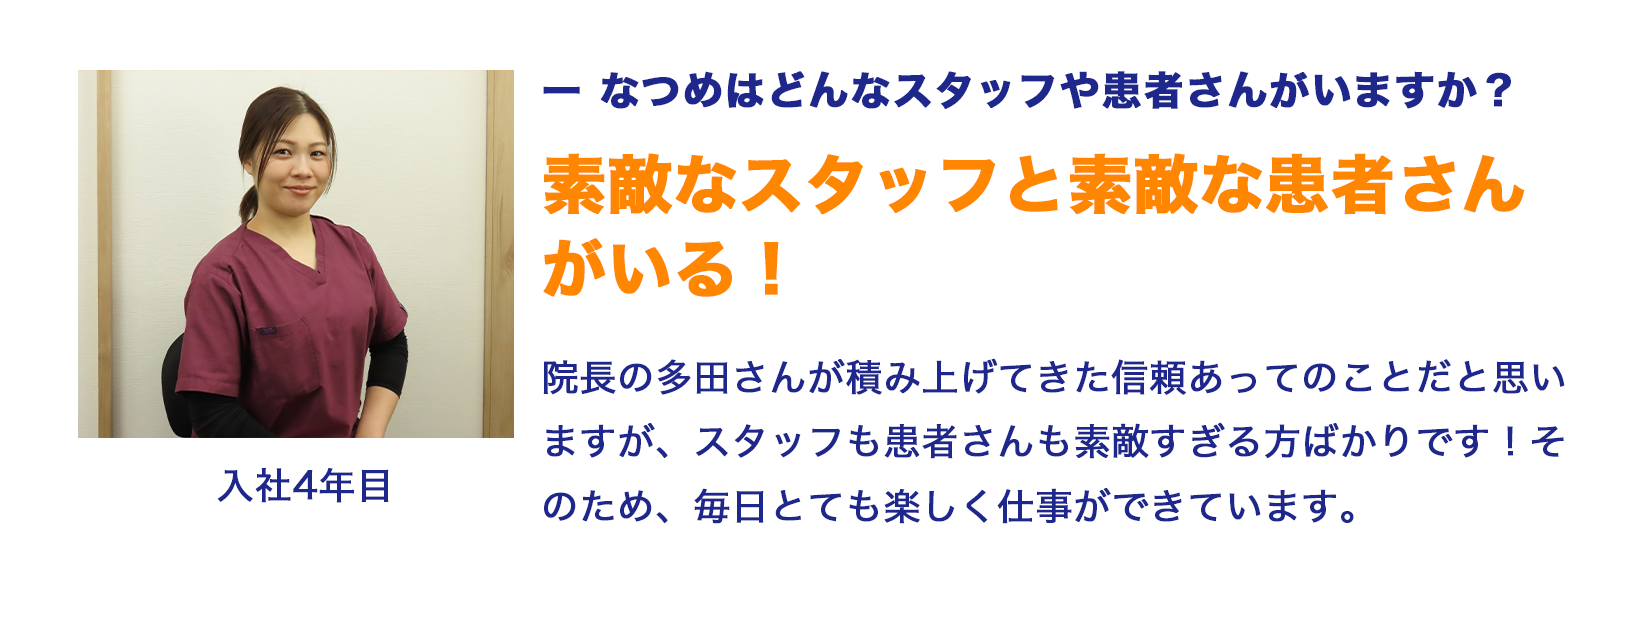 ー なつめはどんなスタッフや患者さんがいますか？
素敵なスタッフと素敵な患者さん
がいる！
院長の多田さんが積み上げてきた信頼あってのことだと思い
ますが、スタッフも患者さんも素敵すぎる方ばかりです！そ
のため、毎日とても楽しく仕事ができています。
入社4年目